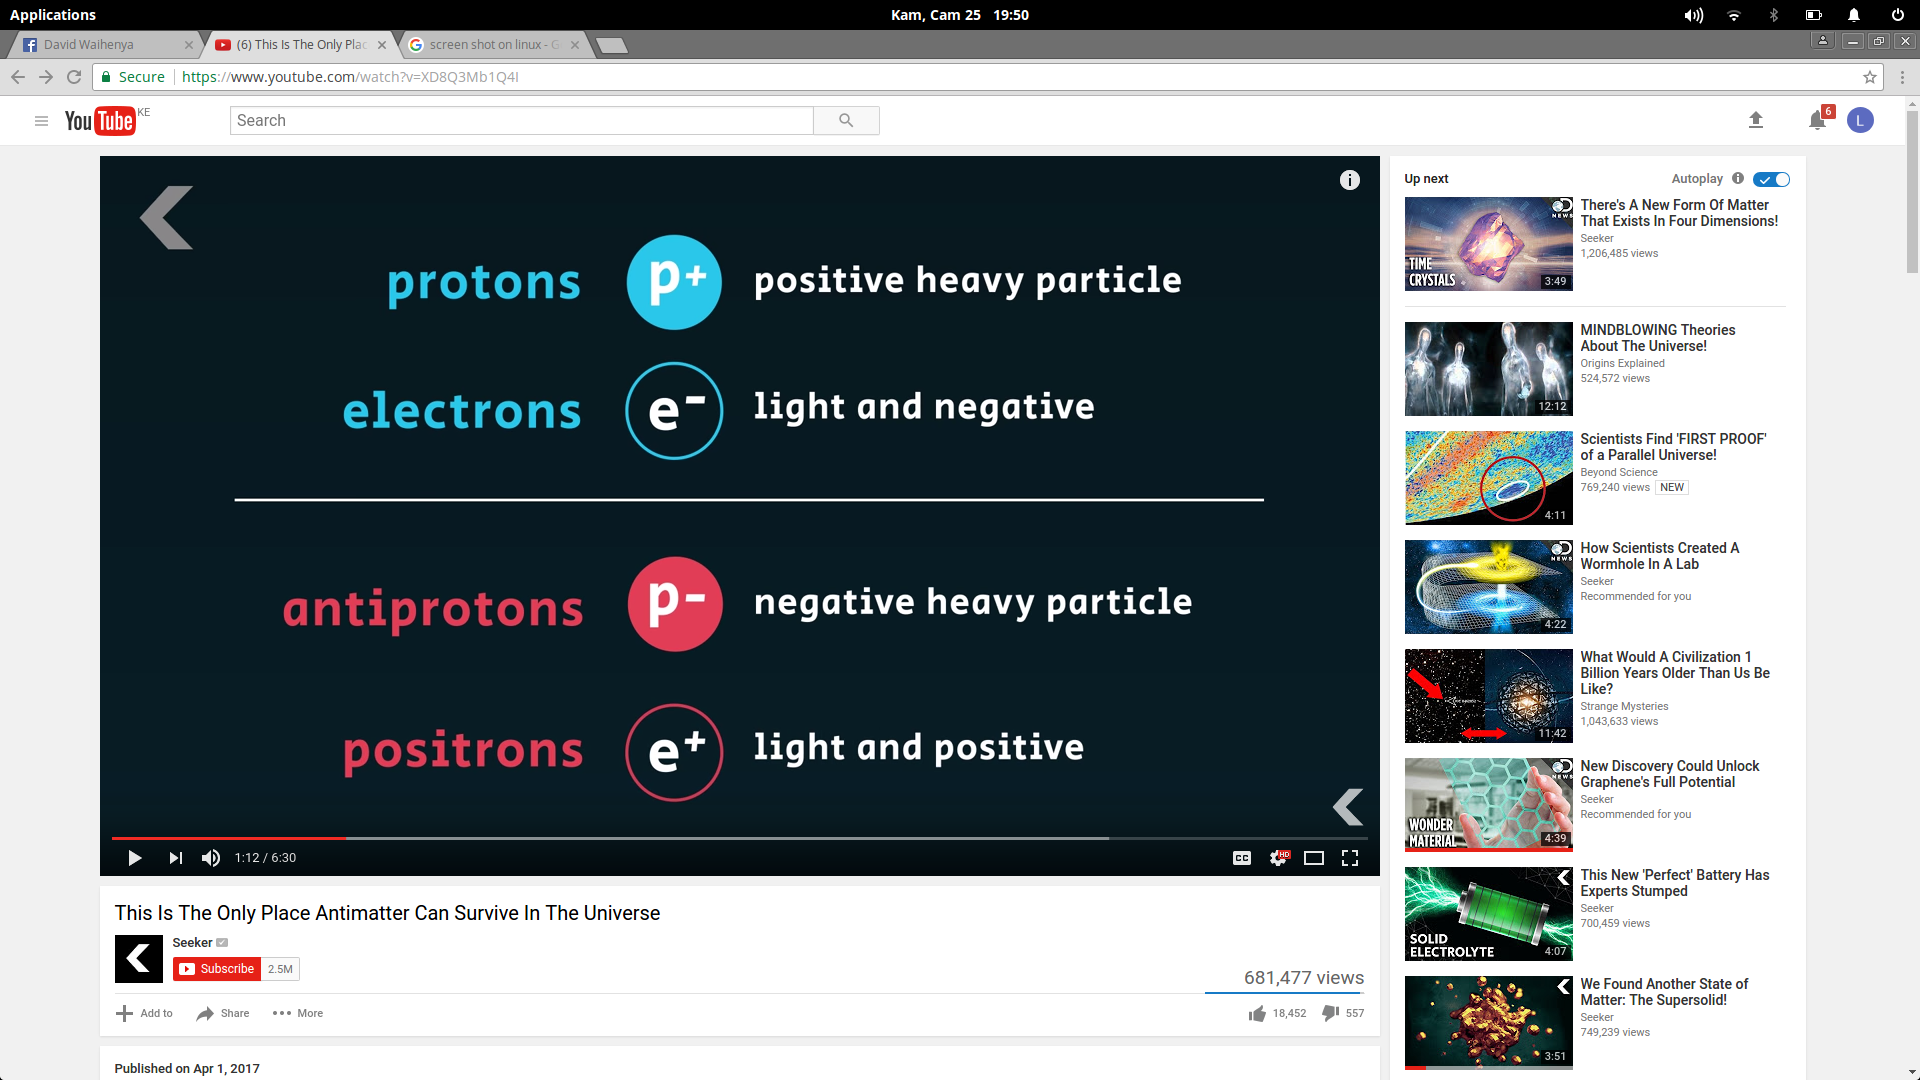 Applications
Kam, Cam 25 19:50
David Waihenya
(6) This Is The Only Plac
screen shot on linux - G
Secure
https://www.youtube.com/watch?v=XD8Q3Mb1Q4I
YouTube KE
Search
6
L
protons p+ positive heavy particle
electrons e- light and negative
antiprotons p- negative heavy particle
positrons e+ light and positive
1:12 / 6:30
CC
HD
This Is The Only Place Antimatter Can Survive In The Universe
Seeker
Subscribe 2.5M
681,477 views
Add to Share More
18,452 557
Published on Apr 1, 2017
Up next
Autoplay
TIME
CRYSTALS
NEWS
3:49
There's A New Form Of Matter
That Exists In Four Dimensions!
Seeker
1,206,485 views
12:12
MINDBLOWING Theories
About The Universe!
Origins Explained
524,572 views
4:11
Scientists Find 'FIRST PROOF'
of a Parallel Universe!
Beyond Science
769,240 views NEW
NEWS
4:22
How Scientists Created A
Wormhole In A Lab
Seeker
Recommended for you
11:42
What Would A Civilization 1
Billion Years Older Than Us Be
Like?
Strange Mysteries
1,043,633 views
NEWS
WONDER
MATERIAL
4:39
New Discovery Could Unlock
Graphene's Full Potential
Seeker
Recommended for you
SOLID
ELECTROLYTE
4:07
This New 'Perfect' Battery Has
Experts Stumped
Seeker
700,459 views
3:51
We Found Another State of
Matter: The Supersolid!
Seeker
749,239 views